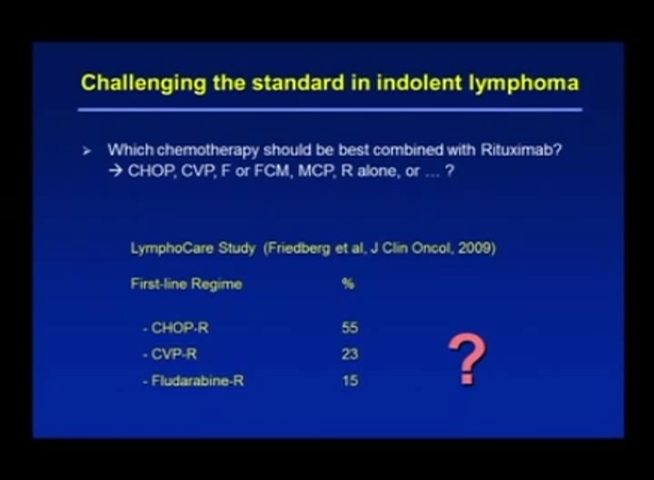 Challenging the standard in indolent lymphoma
➢ Which chemotherapy should be best combined with Rituximab?
→ CHOP, CVP, F or FCM, MCP, R alone, or ... ?
LymphoCare Study (Friedberg et al, J Clin Oncol, 2009)
First-line Regime %
- CHOP-R 55
- CVP-R 23
- Fludarabine-R 15
?